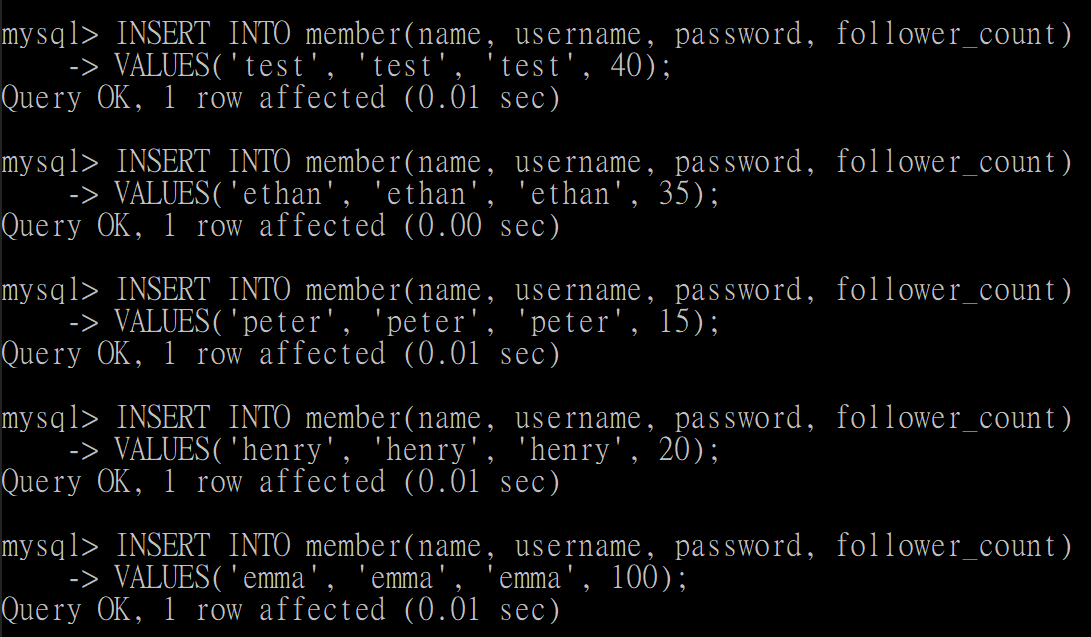 mysql> INSERT INTO member(name, username, password, follower_count)
    -> VALUES('test', 'test', 'test', 40);
Query OK, 1 row affected (0.01 sec)
mysql> INSERT INTO member(name, username, password, follower_count)
    -> VALUES('ethan', 'ethan', 'ethan', 35);
Query OK, 1 row affected (0.00 sec)
mysql> INSERT INTO member(name, username, password, follower_count)
    -> VALUES('peter', 'peter', 'peter', 15);
Query OK, 1 row affected (0.01 sec)
mysql> INSERT INTO member(name, username, password, follower_count)
    -> VALUES('henry', 'henry', 'henry', 20);
Query OK, 1 row affected (0.01 sec)
mysql> INSERT INTO member(name, username, password, follower_count)
    -> VALUES('emma', 'emma', 'emma', 100);
Query OK, 1 row affected (0.01 sec)